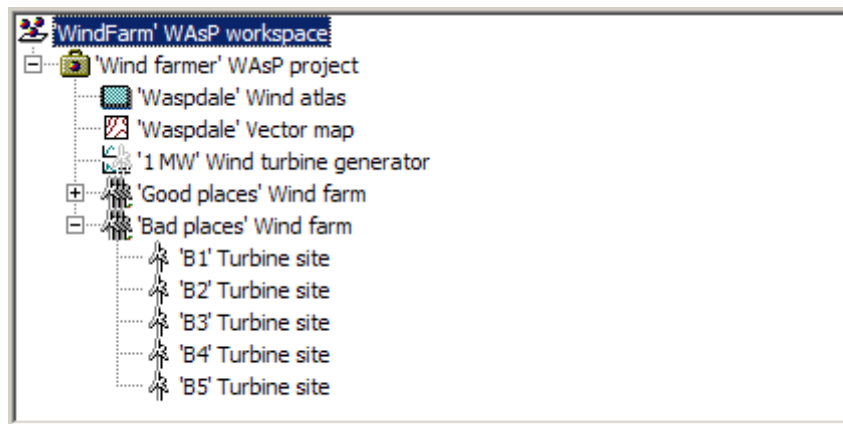 'WindFarm' WAsP workspace
'Wind farmer' WAsP project
'Waspdale' Wind atlas
'Waspdale' Vector map
'1 MW' Wind turbine generator
'Good places' Wind farm
'Bad places' Wind farm
'B1' Turbine site
'B2' Turbine site
'B3' Turbine site
'B4' Turbine site
'B5' Turbine site